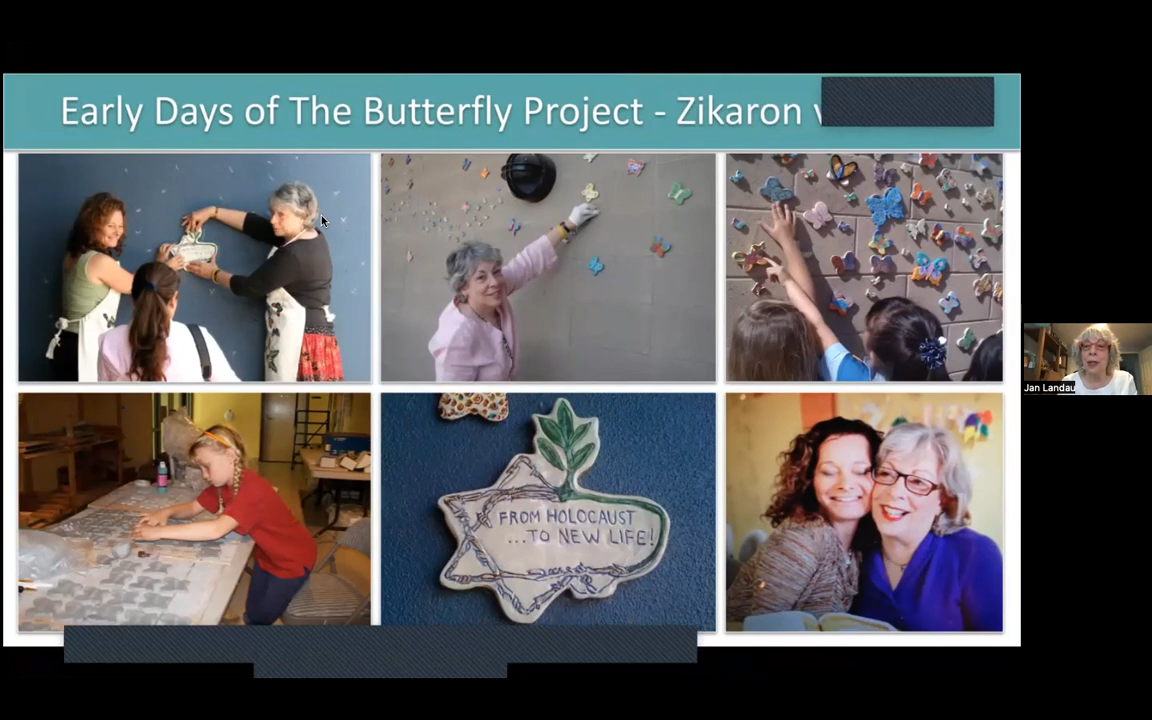 Early Days of The Butterfly Project - Zikaron
FROM HOLOCAUST
...TO NEW LIFE!
Jan Landau